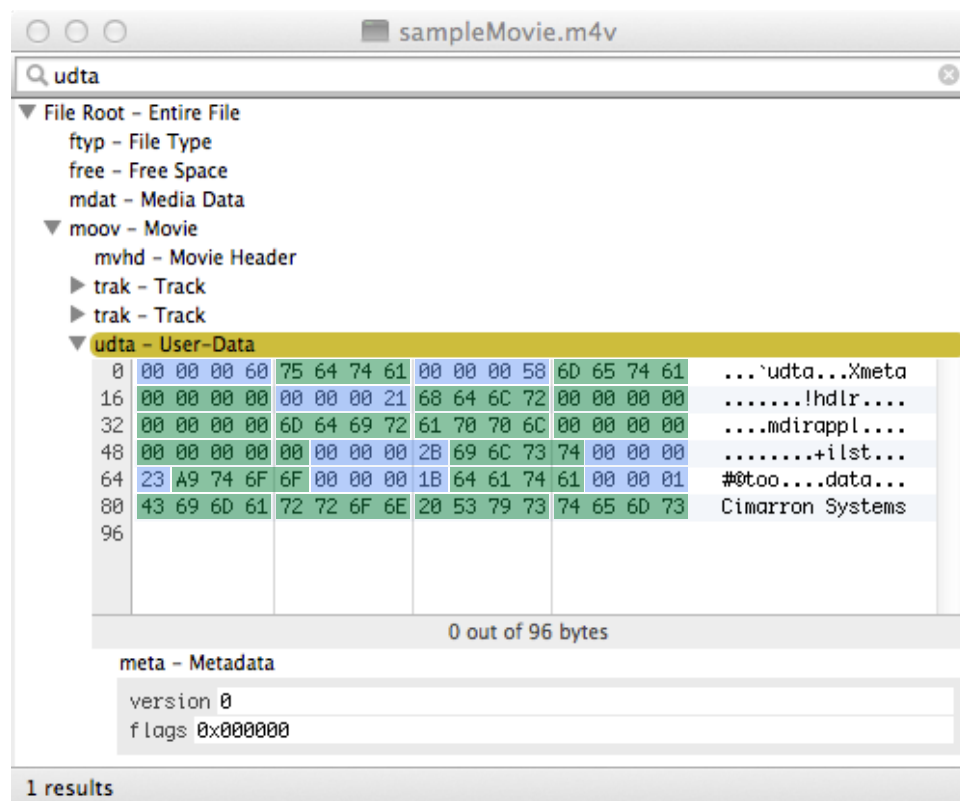 sampleMovie.m4v
udta
File Root – Entire File
ftyp – File Type
free – Free Space
mdat – Media Data
moov – Movie
mvhd – Movie Header
trak – Track
trak – Track
udta – User-Data
0 00 00 00 60 75 64 74 61 00 00 00 58 6D 65 74 61 ...`udta...Xmeta
16 00 00 00 00 00 00 00 21 68 64 6C 72 00 00 00 00 .......!hdlr....
32 00 00 00 00 6D 64 69 72 61 70 70 6C 00 00 00 00 ....mdirappl....
48 00 00 00 00 00 00 00 00 2B 69 6C 73 74 00 00 00 ........+ilst...
64 23 A9 74 6F 6F 00 00 00 1B 64 61 74 61 00 00 01 #©too....data...
80 43 69 6D 61 72 72 6F 6E 20 53 79 73 74 65 6D 73 Cimarron Systems
96
0 out of 96 bytes
meta – Metadata
version 0
flags 0x000000
1 results